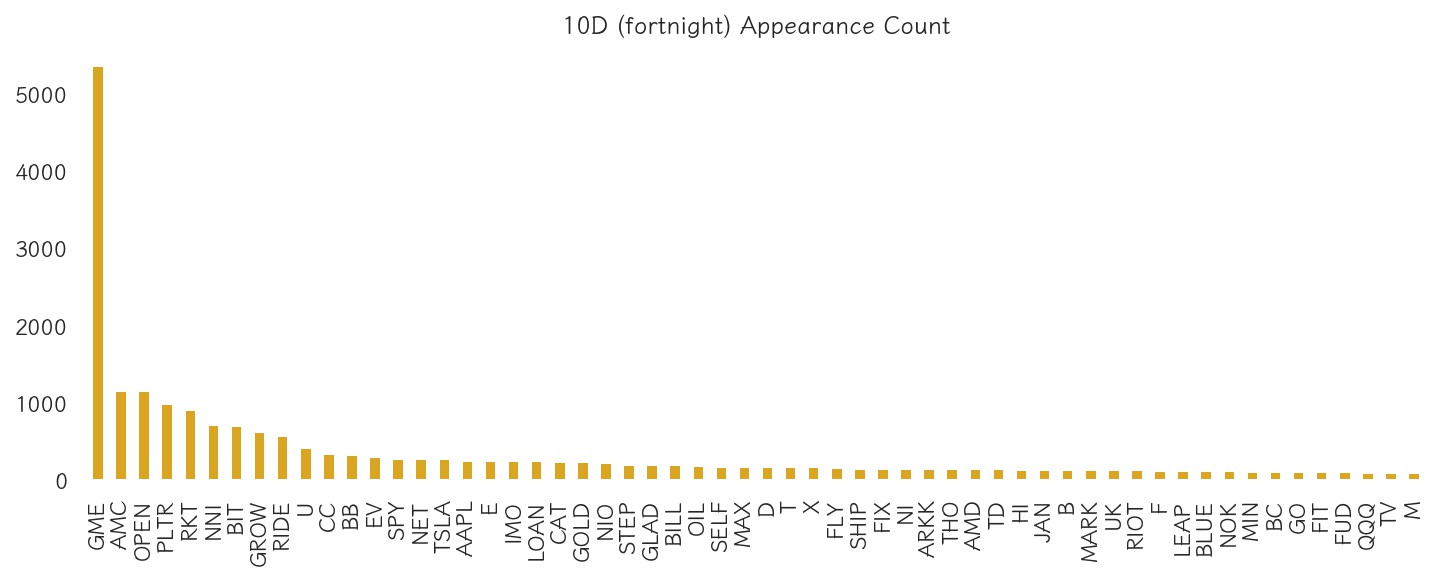 10D (fortnight) Appearance Count
5000
4000
3000
2000
1000
0
GME
AMC
OPEN
PLTR
RKT
NNI
BIT
GROW
RIDE
U
CC
BB
EV
SPY
NET
TSLA
AAPL
E
IMO
LOAN
CAT
GOLD
NIO
STEP
GLAD
BILL
OIL
SELF
MAX
D
T
X
FLY
SHIP
FIX
NI
ARKK
THO
AMD
TD
HI
JAN
B
MARK
UK
RIOT
F
LEAP
BLUE
NOK
MIN
BC
GO
FIT
FUD
QQQ
TV
M